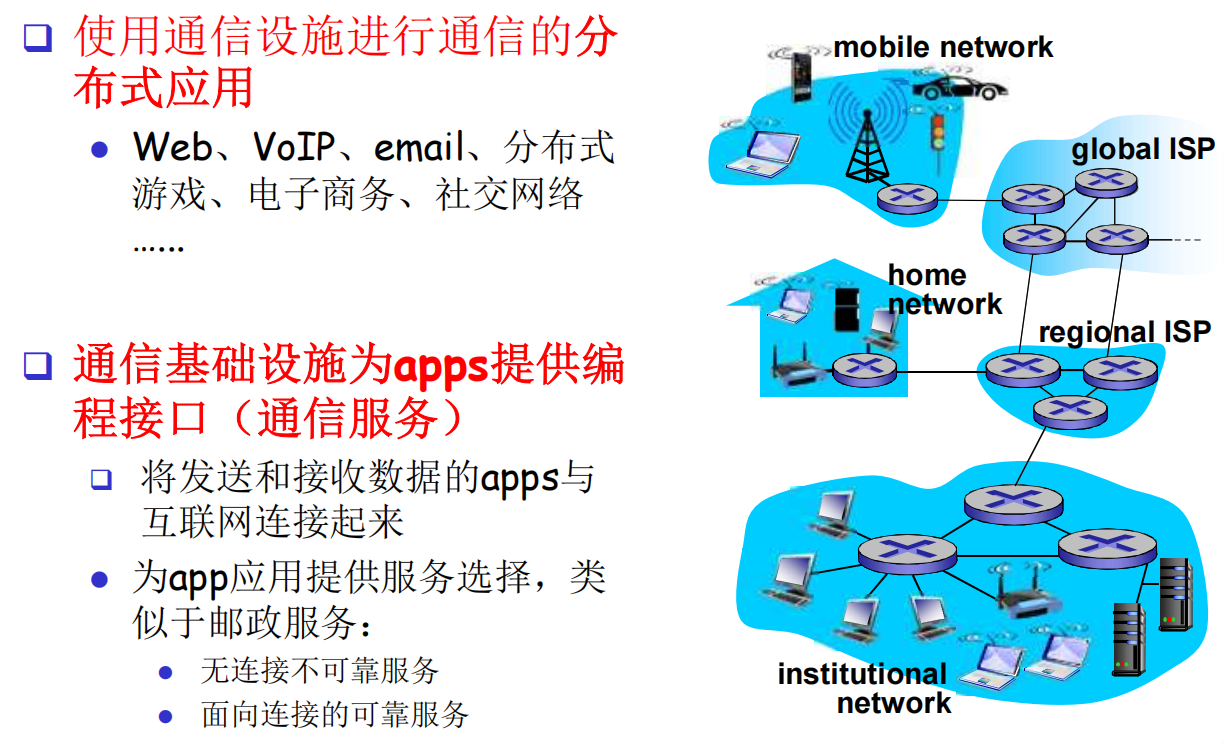 使用通信设施进行通信的分
布式应用
Web、VoIP、email、分布式
游戏、电子商务、社交网络
……
通信基础设施为apps提供编
程接口（通信服务）
将发送和接收数据的apps与
互联网连接起来
为app应用提供服务选择，类
似于邮政服务：
无连接不可靠服务
面向连接的可靠服务
mobile network
global ISP
home
network
regional ISP
institutional
network